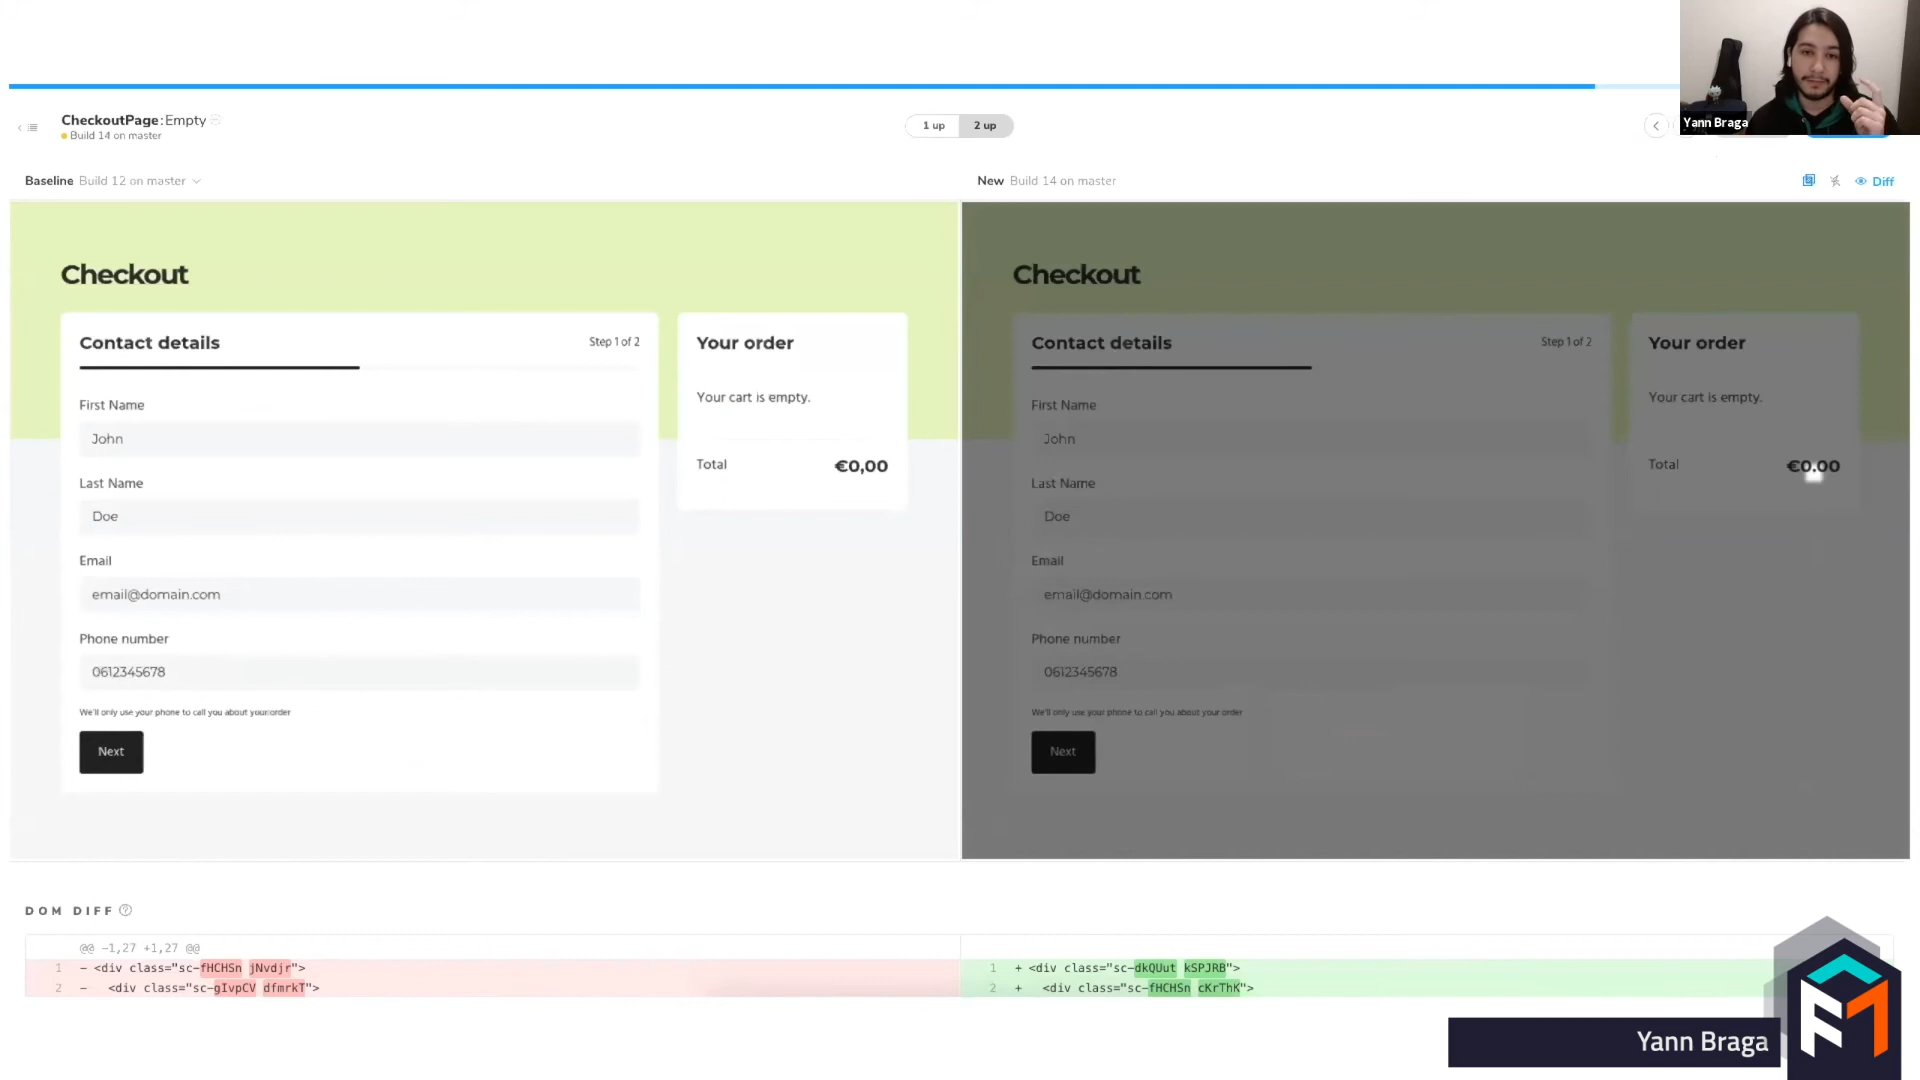 CheckoutPage: Empty
Build 14 on master
1 up
2 up
Yann Braga
Baseline Build 12 on master
New Build 14 on master
Diff
Checkout
Contact details
Step 1 of 2
First Name
John
Last Name
Doe
Email
email@domain.com
Phone number
0612345678
We'll only use your phone to call you about your order
Next
Your order
Your cart is empty.
Total
€0,00
Checkout
Contact details
Step 1 of 2
First Name
John
Last Name
Doe
Email
email@domain.com
Phone number
0612345678
We'll only use your phone to call you about your order
Next
Your order
Your cart is empty.
Total
€0.00
DOM DIFF
@@ -1,27 +1,27 @@
1 - <div class="sc-fHCHSn jNvdjr">
2 - <div class="sc-gIvpCV dfmrkT">
1 + <div class="sc-dkQUut kSPJRB">
2 + <div class="sc-fHCHSn cKrThK">
Yann Braga